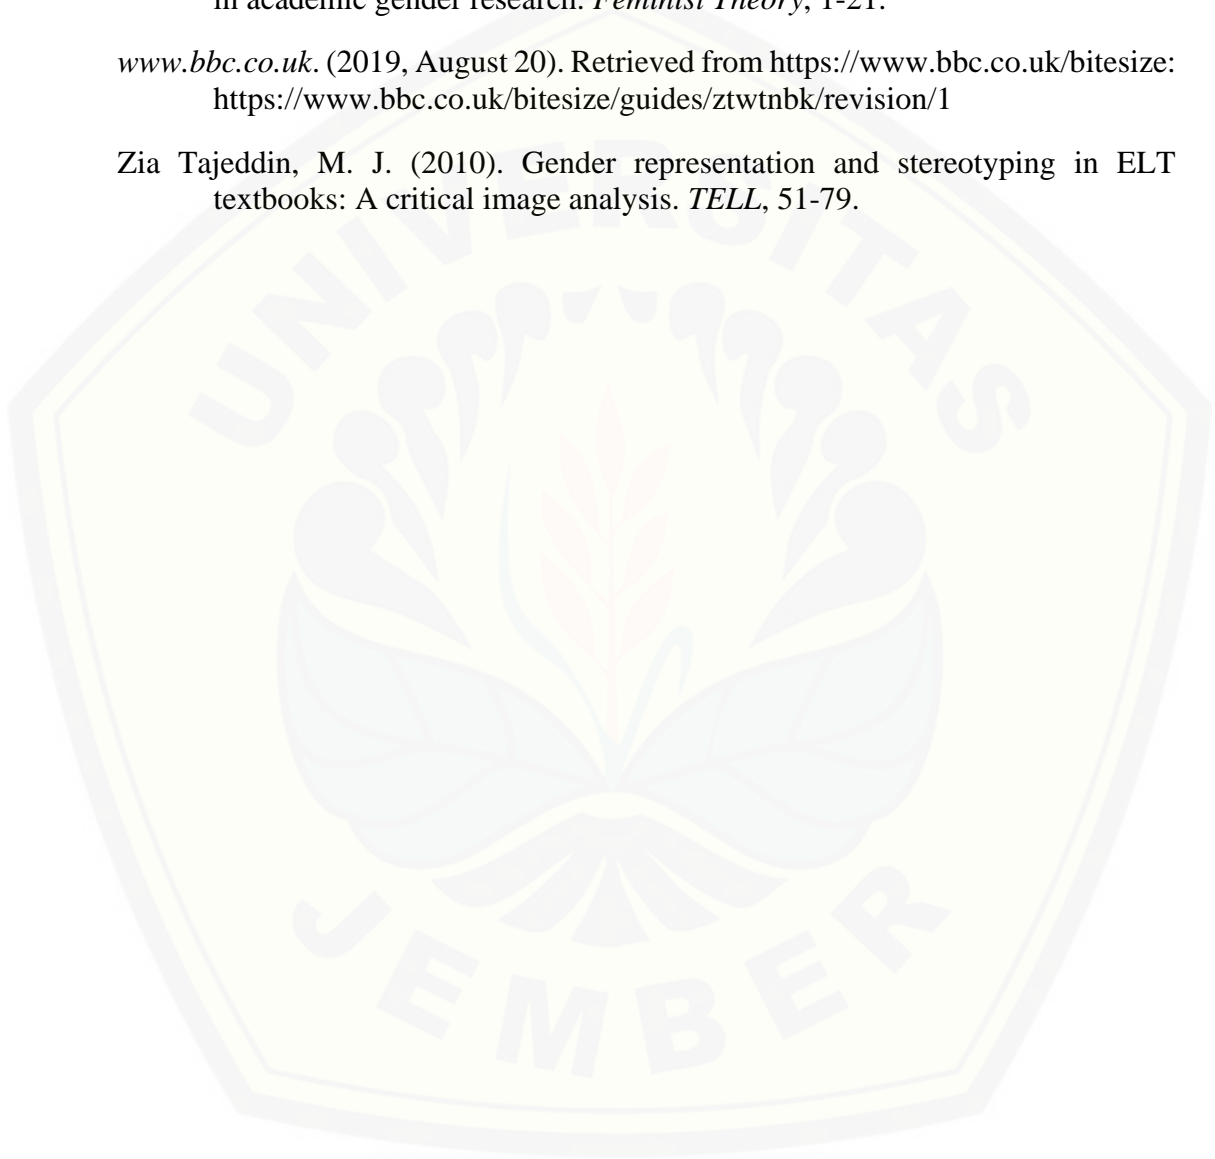 in academic gender research. Feminist Theory, 1-21.
www.bbc.co.uk. (2019, August 20). Retrieved from https://www.bbc.co.uk/bitesize:
https://www.bbc.co.uk/bitesize/guides/ztwtnbk/revision/1
Zia Tajeddin, M. J. (2010). Gender representation and stereotyping in ELT
textbooks: A critical image analysis. TELL, 51-79.
UNIVERSITAS
JEMBER